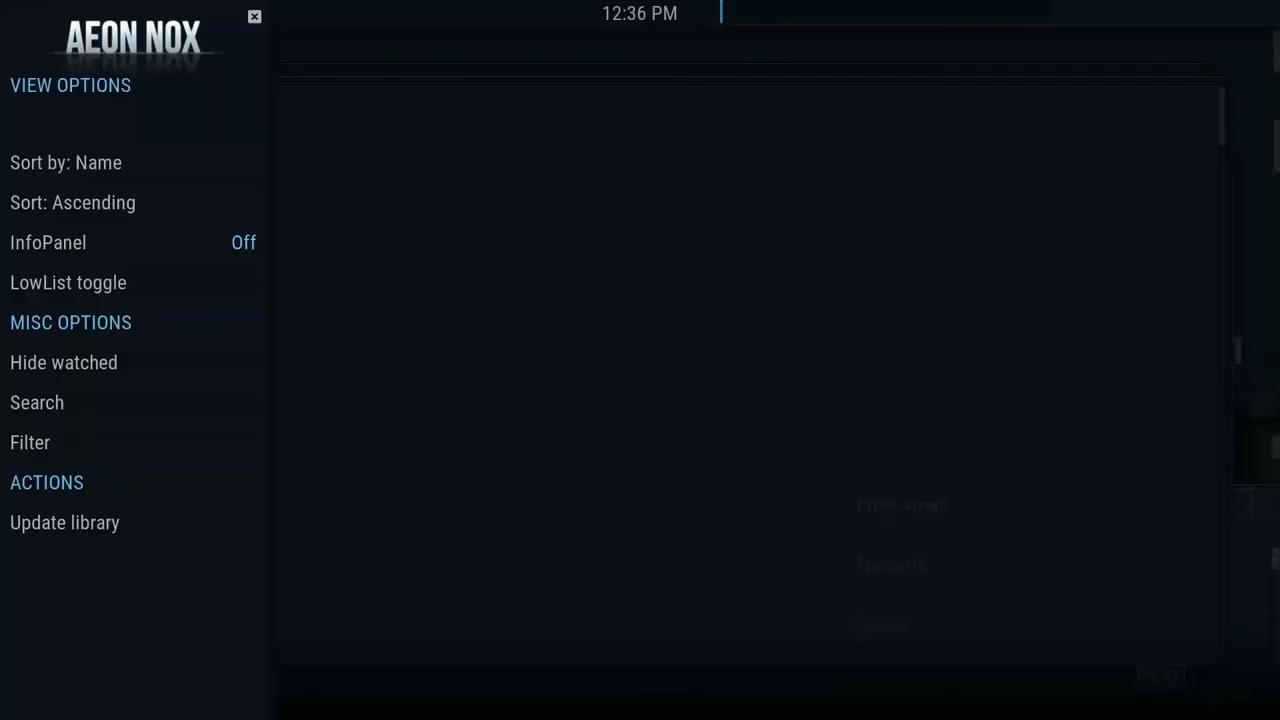 AEON NOX
12:36 PM
VIEW OPTIONS
Sort by: Name
Sort: Ascending
InfoPanel Off
LowList toggle
MISC OPTIONS
Hide watched
Search
Filter
ACTIONS
Update library